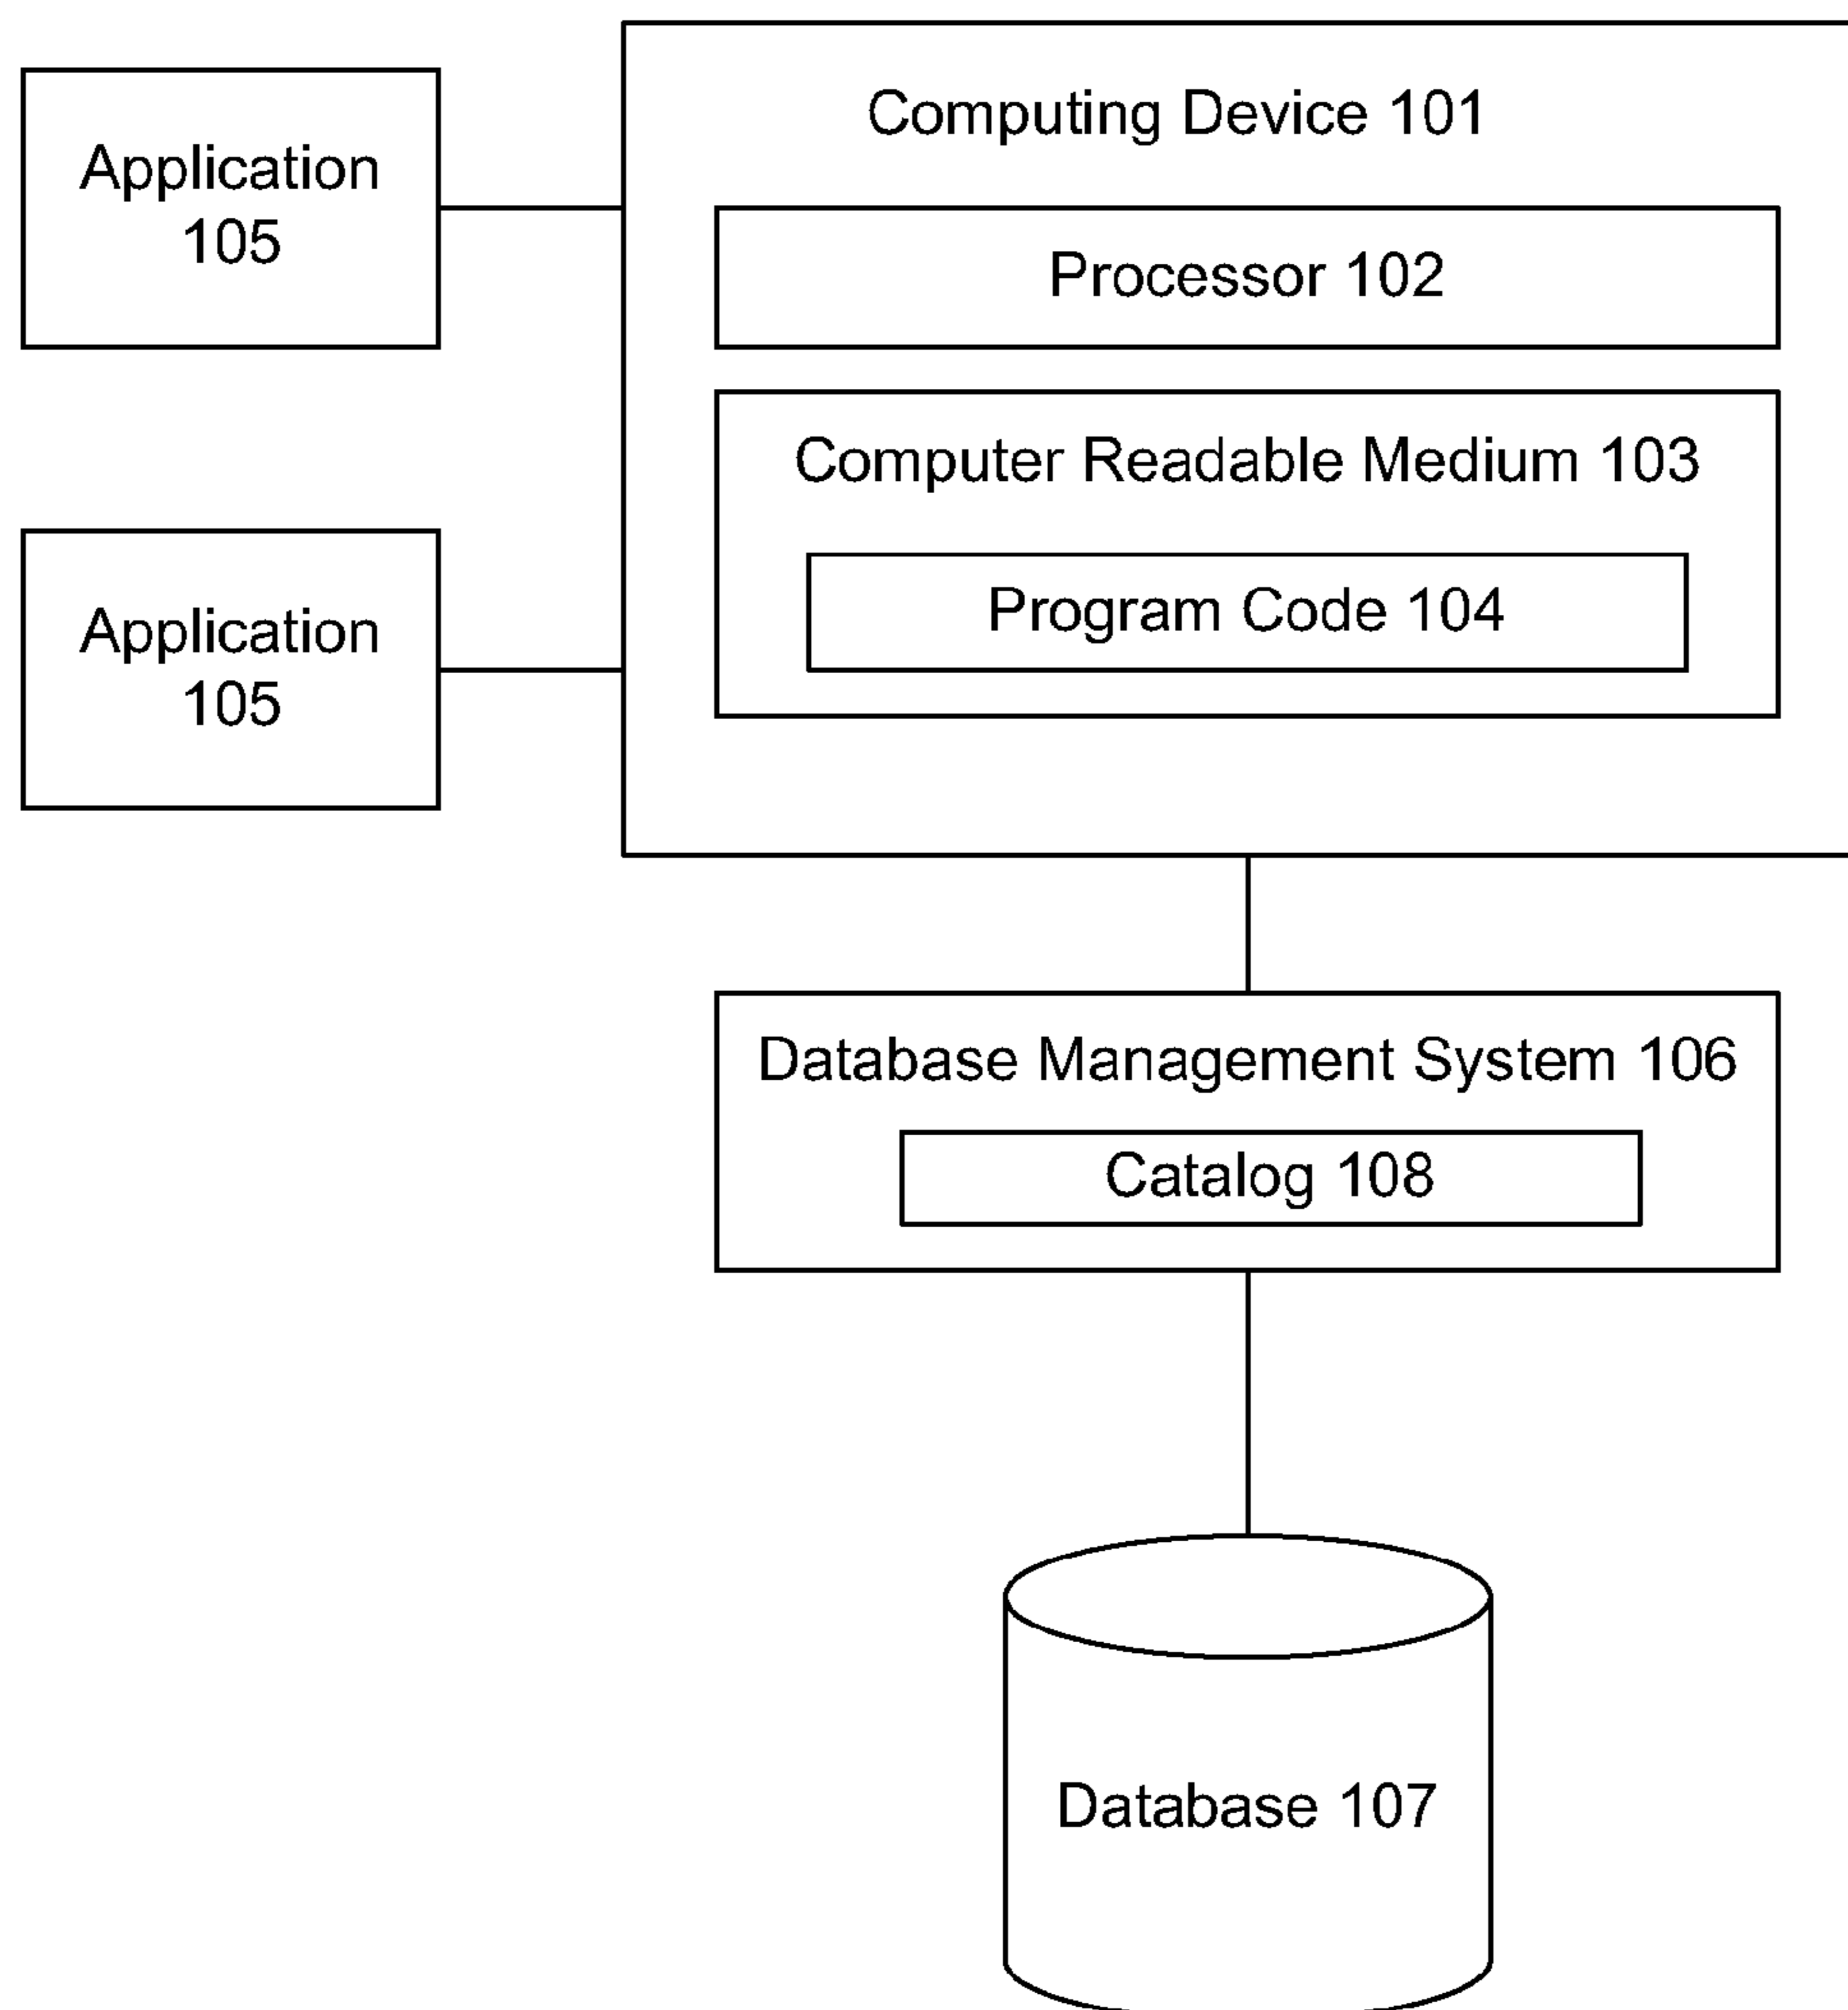 Computing Device 101
Application
105
Processor 102
Computer Readable Medium 103
Program Code 104
Application
105
Database Management System 106
Catalog 108
Database 107